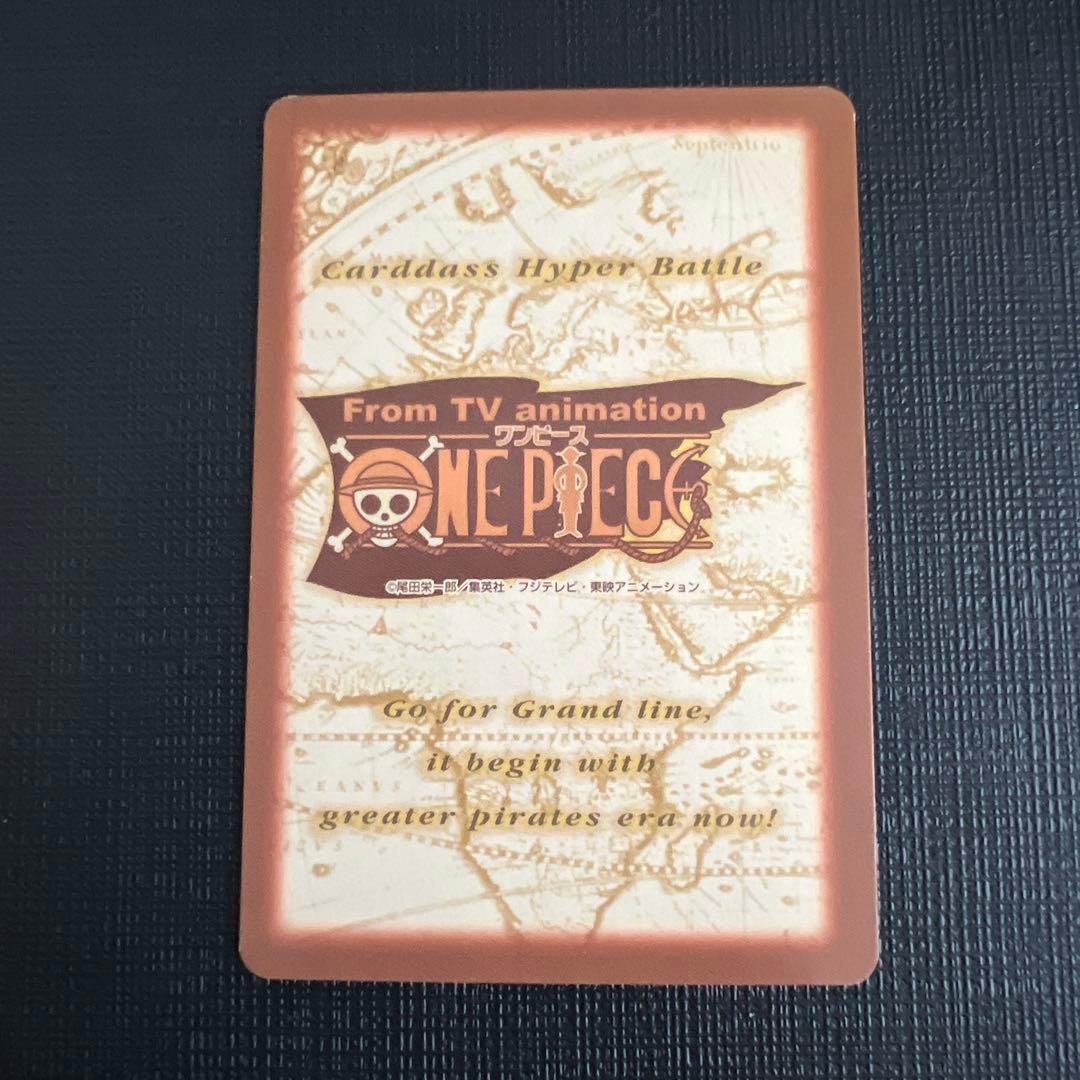 Septentrio
Carddass Hyper Battle
From TV animation
ワンピース
ONE PIECE
©尾田栄一郎/集英社・フジテレビ・東映アニメーション
Go for Grand line,
it begin with
greater pirates era now!